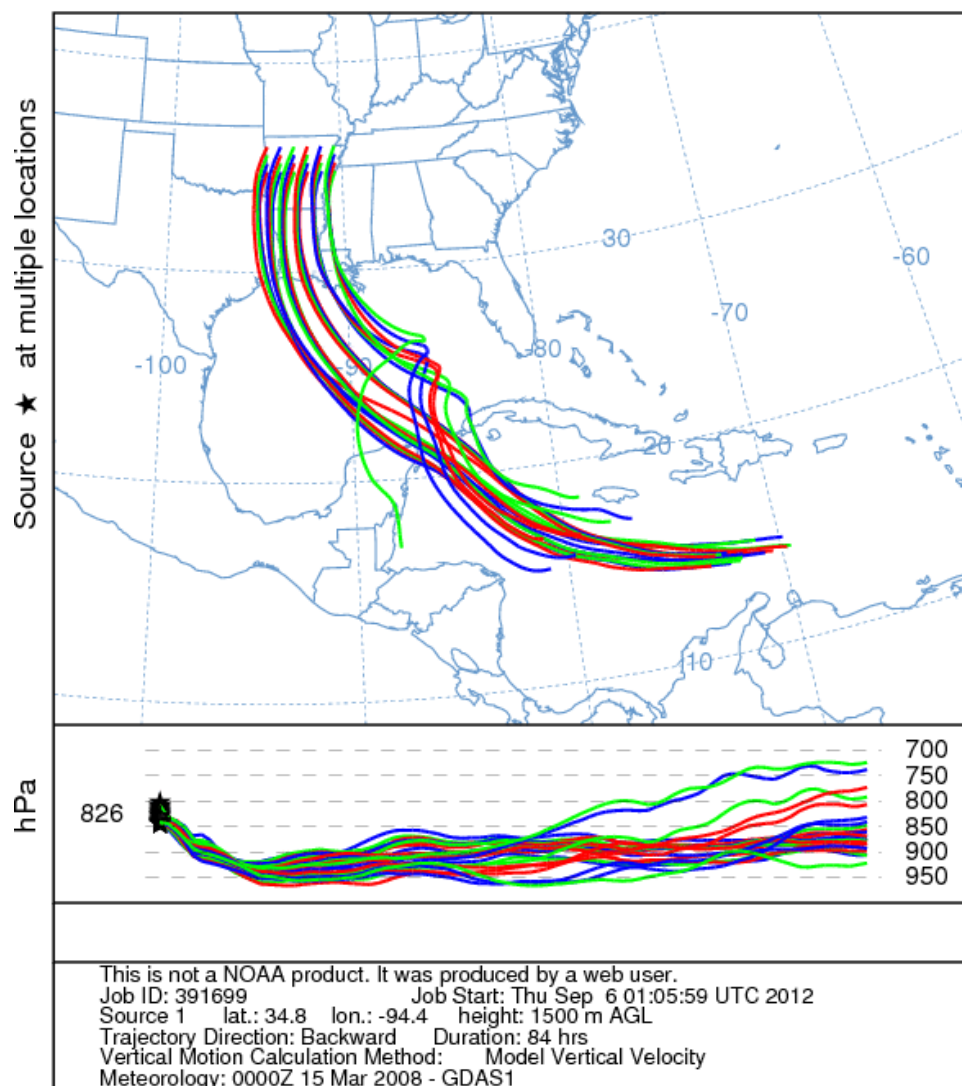 Source ★ at multiple locations
-100
-90
-80
-70
-60
30
20
10
hPa
826
700
750
800
850
900
950
This is not a NOAA product. It was produced by a web user.
Job ID: 391699 Job Start: Thu Sep 6 01:05:59 UTC 2012
Source 1 lat.: 34.8 lon.: -94.4 height: 1500 m AGL
Trajectory Direction: Backward Duration: 84 hrs
Vertical Motion Calculation Method: Model Vertical Velocity
Meteorology: 0000Z 15 Mar 2008 - GDAS1